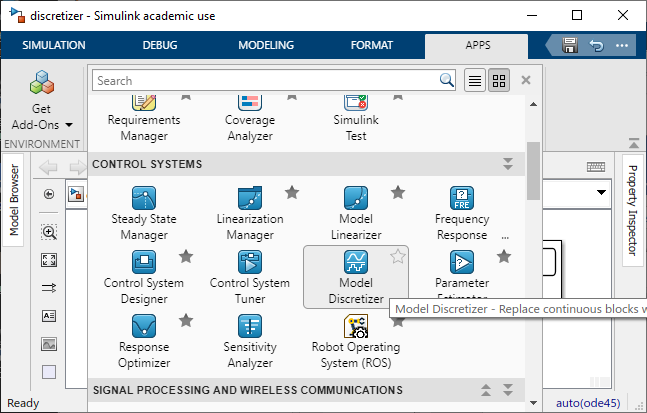 discretizer - Simulink academic use
SIMULATION
DEBUG
MODELING
FORMAT
APPS
Get
Add-Ons
ENVIRONMENT
Search
Requirements
Manager
Coverage
Analyzer
Simulink
Test
CONTROL SYSTEMS
Steady State
Manager
Linearization
Manager
Model
Linearizer
FRE
Frequency
Response ...
Control System
Designer
Control System
Tuner
Model
Discretizer
Parameter
Model Discretizer - Replace continuous blocks w
Response
Optimizer
Sensitivity
Analyzer
Robot Operating
System (ROS)
SIGNAL PROCESSING AND WIRELESS COMMUNICATIONS
Model Browser
Property Inspector
Ready
auto(ode45)